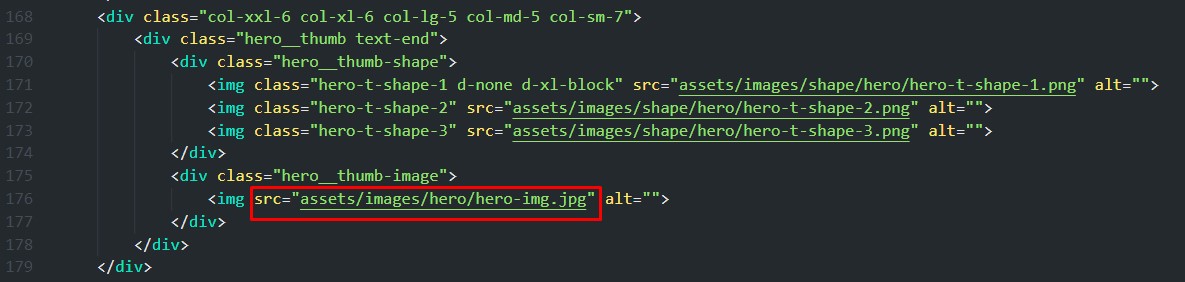 168 <div class="col-xxl-6 col-xl-6 col-lg-5 col-md-5 col-sm-7">
169 <div class="hero__thumb text-end">
170 <div class="hero__thumb-shape">
171 <img class="hero-t-shape-1 d-none d-xl-block" src="assets/images/shape/hero/hero-t-shape-1.png" alt="">
172 <img class="hero-t-shape-2" src="assets/images/shape/hero/hero-t-shape-2.png" alt="">
173 <img class="hero-t-shape-3" src="assets/images/shape/hero/hero-t-shape-3.png" alt="">
174 </div>
175 <div class="hero__thumb-image">
176 <img src="assets/images/hero/hero-img.jpg" alt="">
177 </div>
178 </div>
179 </div>